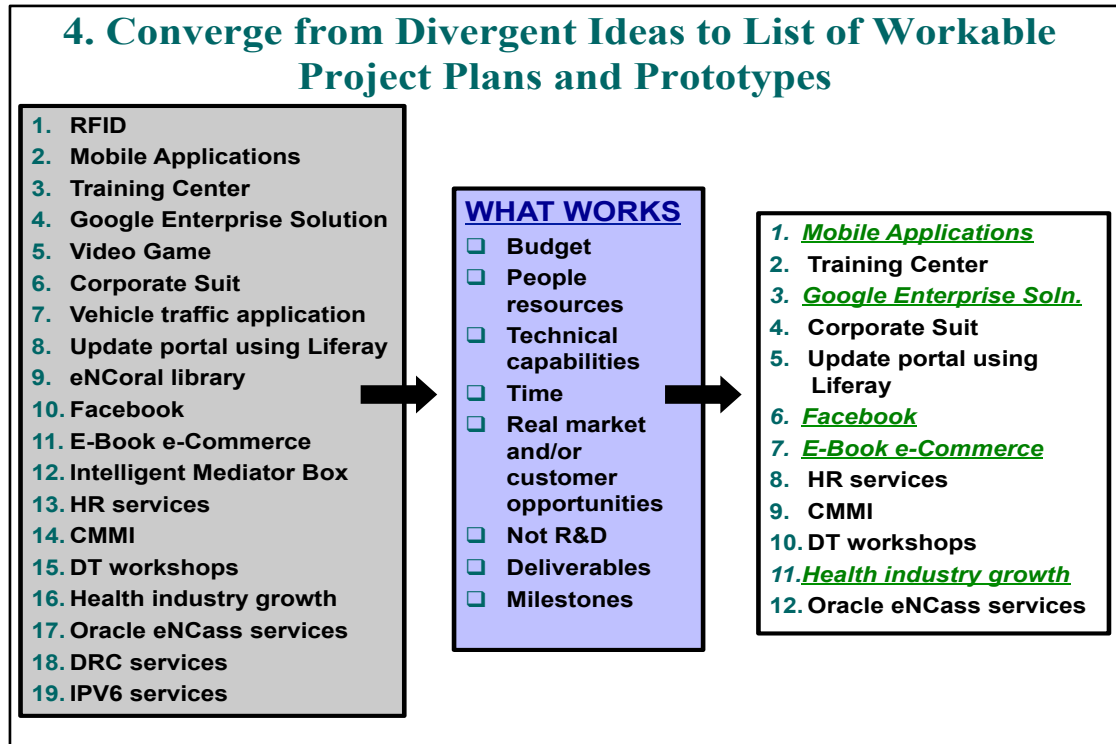 4. Converge from Divergent Ideas to List of Workable
Project Plans and Prototypes
1. RFID
2. Mobile Applications
3. Training Center
4. Google Enterprise Solution
5. Video Game
6. Corporate Suit
7. Vehicle traffic application
8. Update portal using Liferay
9. eNCoral library
10. Facebook
11. E-Book e-Commerce
12. Intelligent Mediator Box
13. HR services
14. CMMI
15. DT workshops
16. Health industry growth
17. Oracle eNCass services
18. DRC services
19. IPV6 services
WHAT WORKS
❑ Budget
❑ People
resources
❑ Technical
capabilities
❑ Time
❑ Real market
and/or
customer
opportunities
❑ Not R&D
❑ Deliverables
❑ Milestones
1. Mobile Applications
2. Training Center
3. Google Enterprise Soln.
4. Corporate Suit
5. Update portal using
Liferay
6. Facebook
7. E-Book e-Commerce
8. HR services
9. CMMI
10. DT workshops
11. Health industry growth
12. Oracle eNCass services